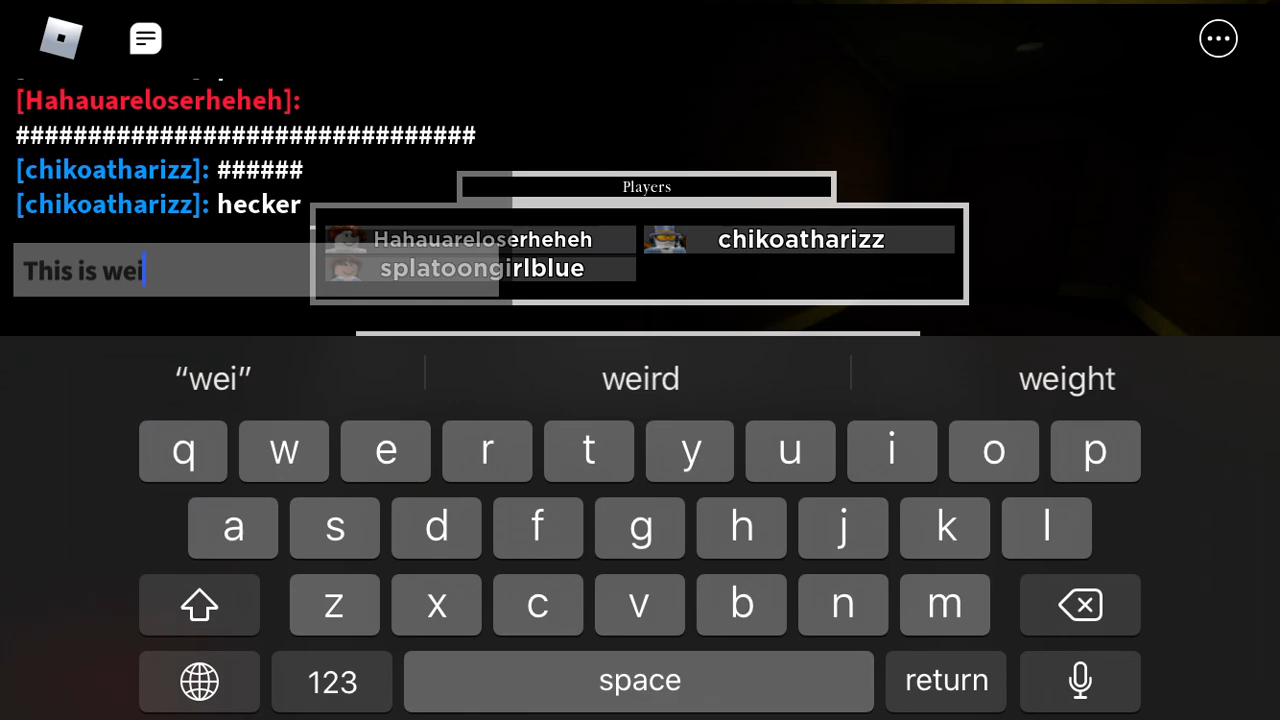 [Hahauareloserheheh]:
################################
[chikoatharizz]: ######
[chikoatharizz]: hecker
Players
Hahauareloserheheh
chikoatharizz
splatoongirlblue
This is wei
“wei” weird weight
q w e r t y u i o p
a s d f g h j k l
z x c v b n m
123 space return